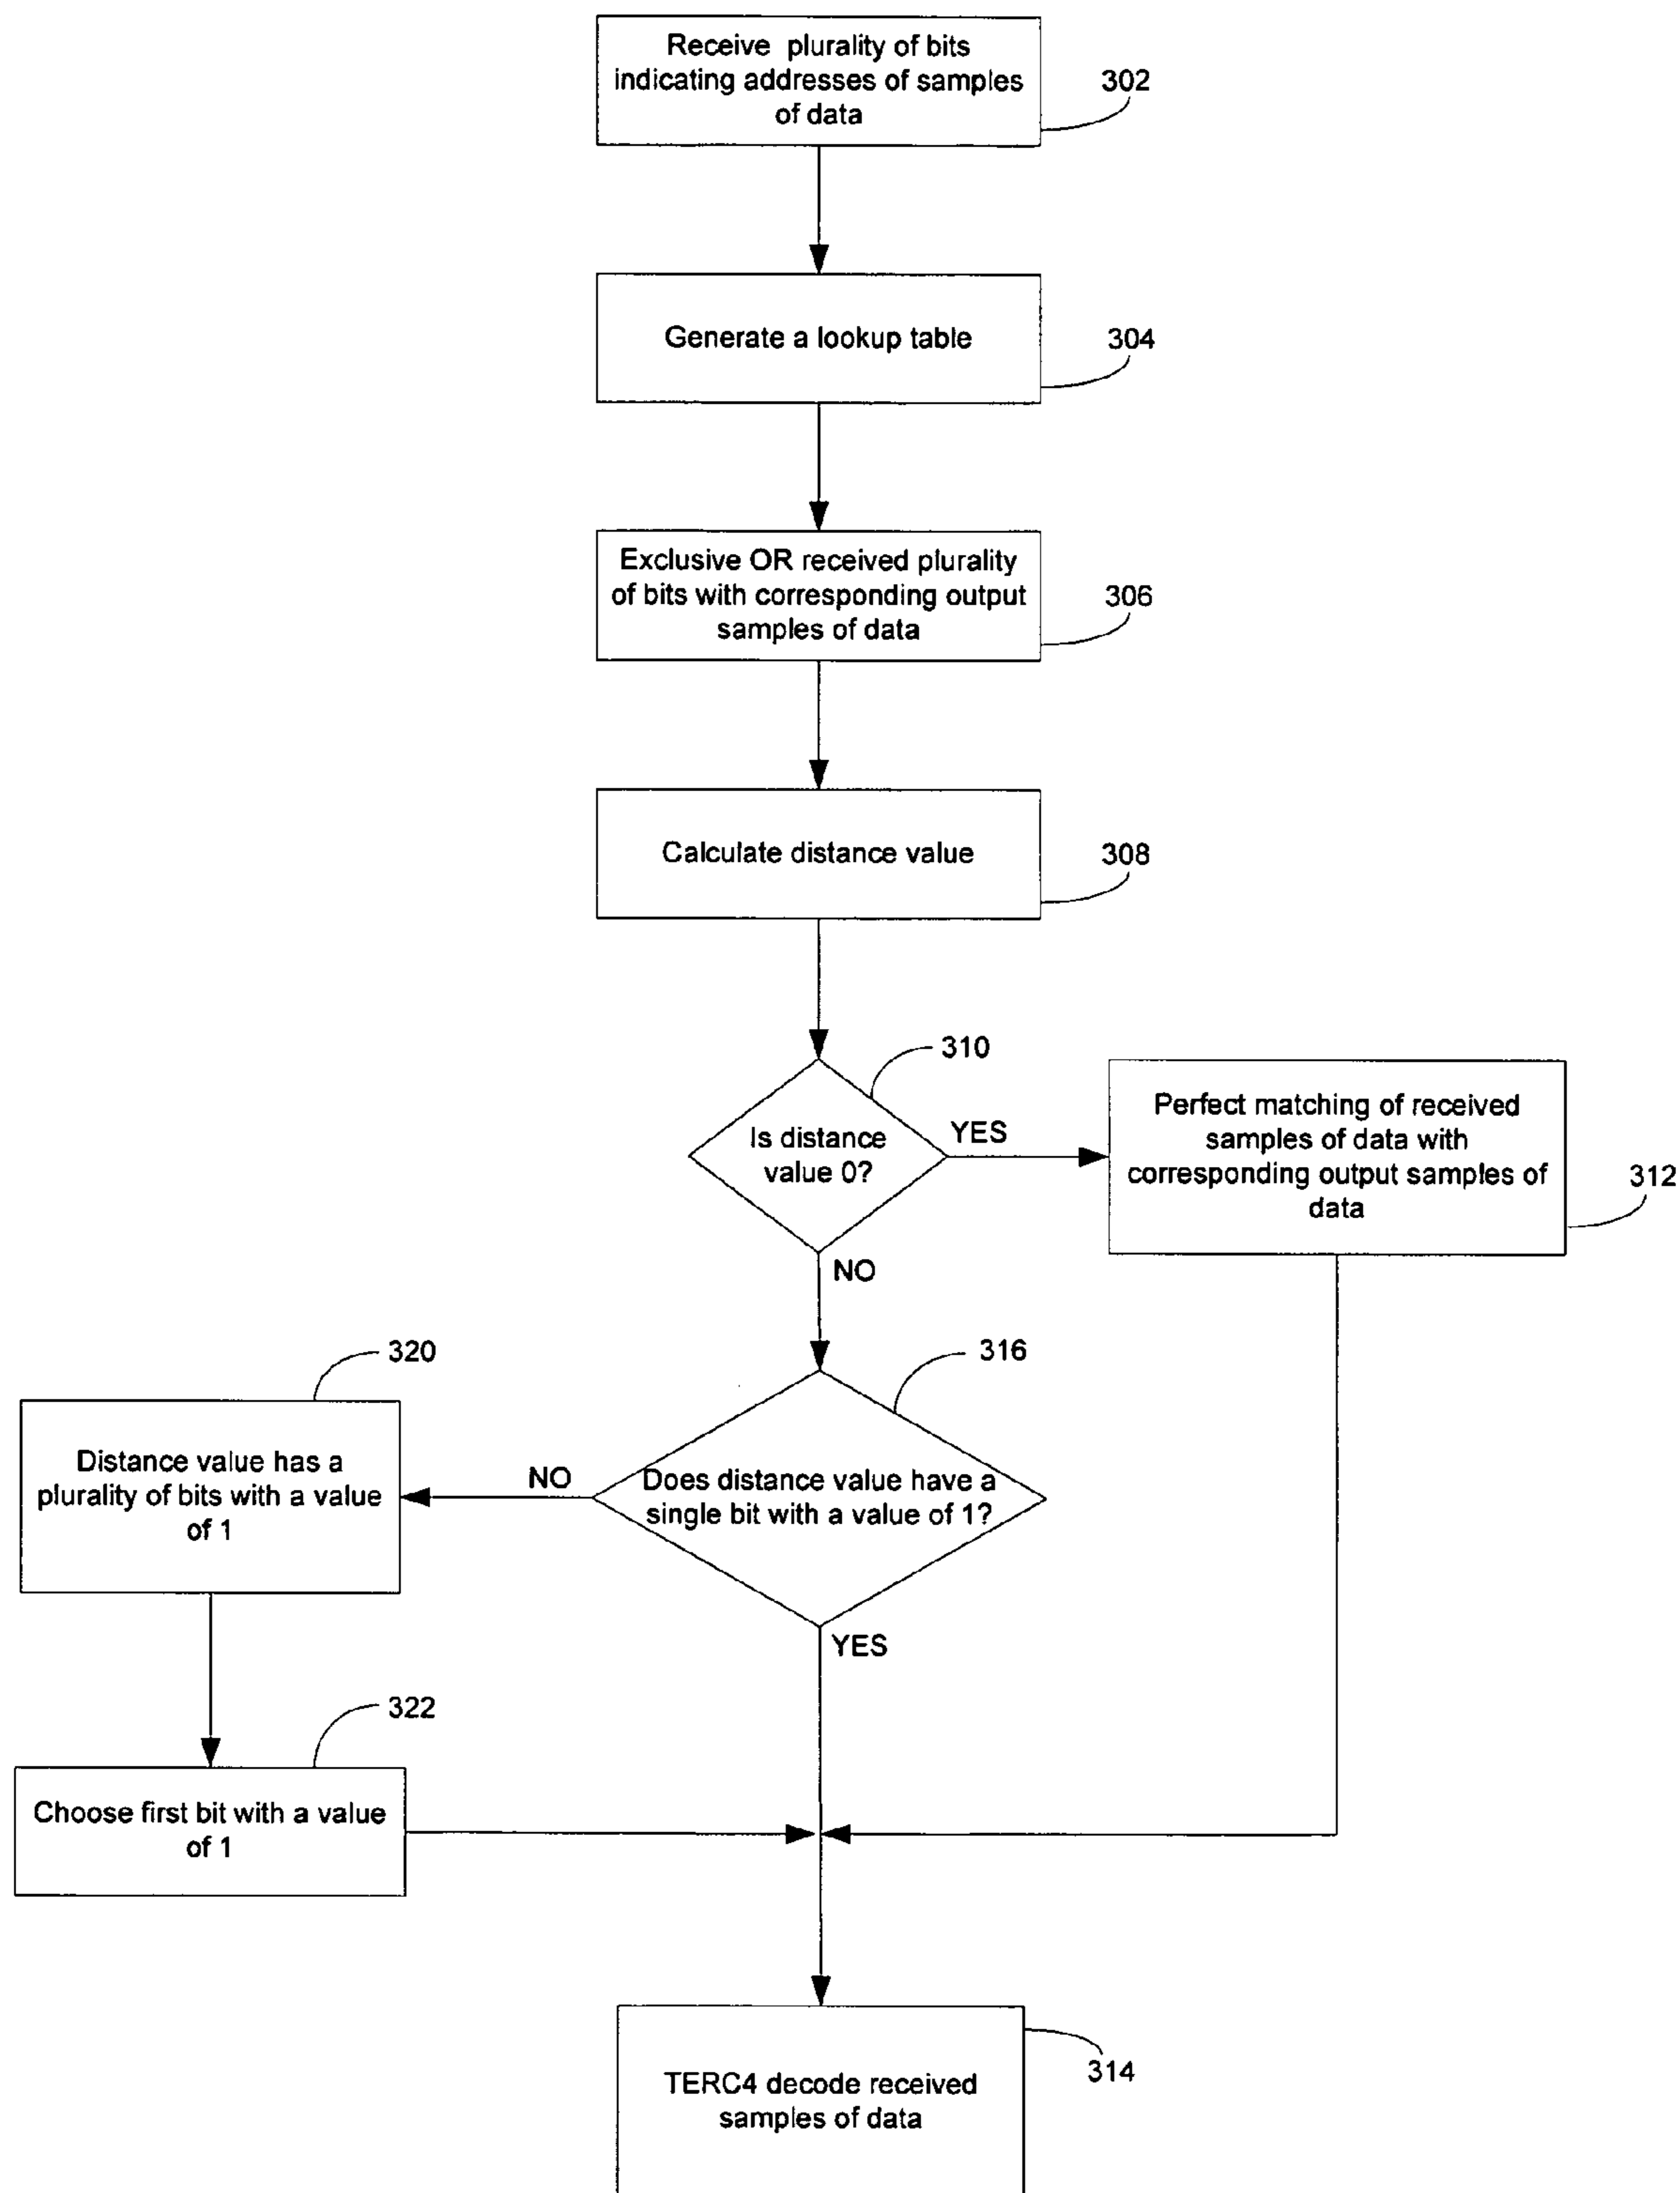 Receive plurality of bits
indicating addresses of samples
of data
302
Generate a lookup table
304
Exclusive OR received plurality
of bits with corresponding output
samples of data
306
Calculate distance value
308
310
Is distance
value 0?
YES
NO
Perfect matching of received
samples of data with
corresponding output samples of
data
312
316
Does distance value have a
single bit with a value of 1?
NO
YES
320
Distance value has a
plurality of bits with a value
of 1
322
Choose first bit with a value
of 1
TERC4 decode received
samples of data
314